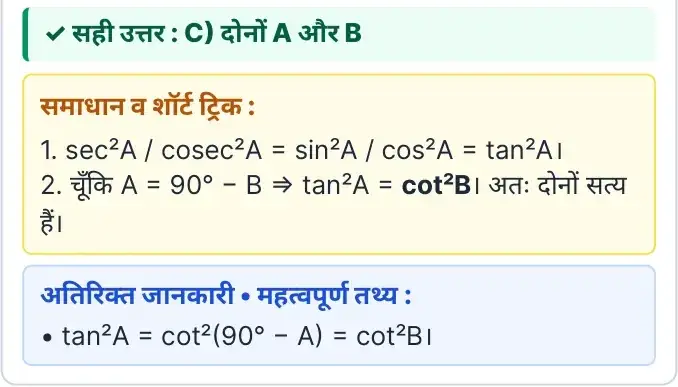 ✓ सही उत्तर : C) दोनों A और B
समाधान व शॉर्ट ट्रिक :
1. sec²A / cosec²A = sin²A / cos²A = tan²A।
2. चूँकि A = 90° − B ⇒ tan²A = cot²B। अतः दोनों सत्य
हैं।
अतिरिक्त जानकारी • महत्वपूर्ण तथ्य :
• tan²A = cot²(90° − A) = cot²B।